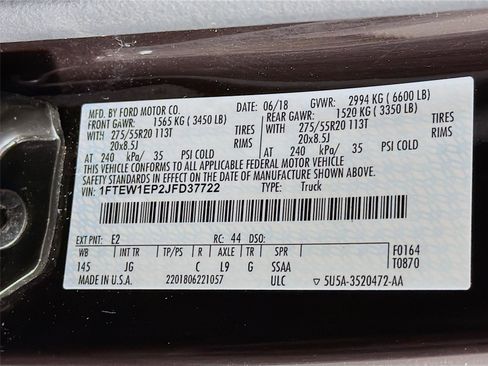 MFD. BY FORD MOTOR CO. DATE: 06/18 GVWR: 2994 KG ( 6600 LB)
FRONT GAWR: 1565 KG ( 3450 LB) REAR GAWR: 1520 KG ( 3350 LB)
275/55R20 113T TIRES 275/55R20 113T TIRES
20x8.5J RIMS 20x8.5J RIMS
AT 240 kPa/ 35 PSI COLD AT 240 kPa/ 35 PSI COLD
THIS VEHICLE CONFORMS TO ALL APPLICABLE FEDERAL MOTOR VEHICLE
SAFETY AND THEFT PREVENTION STANDARDS IN EFFECT ON THE DATE OF MANUFACTURE SHOWN ABOVE.
VIN: 1FTEW1EP2JFD37722 TYPE: Truck
EXT PNT: E2 RC: 44 DSO: F0164
WB INT TR TP/PS R AXLE TR SPR T0870
145 JG C L9 G SSAA
MADE IN U.S.A. 2201806221057 ULC 5U5A-3520472-AA